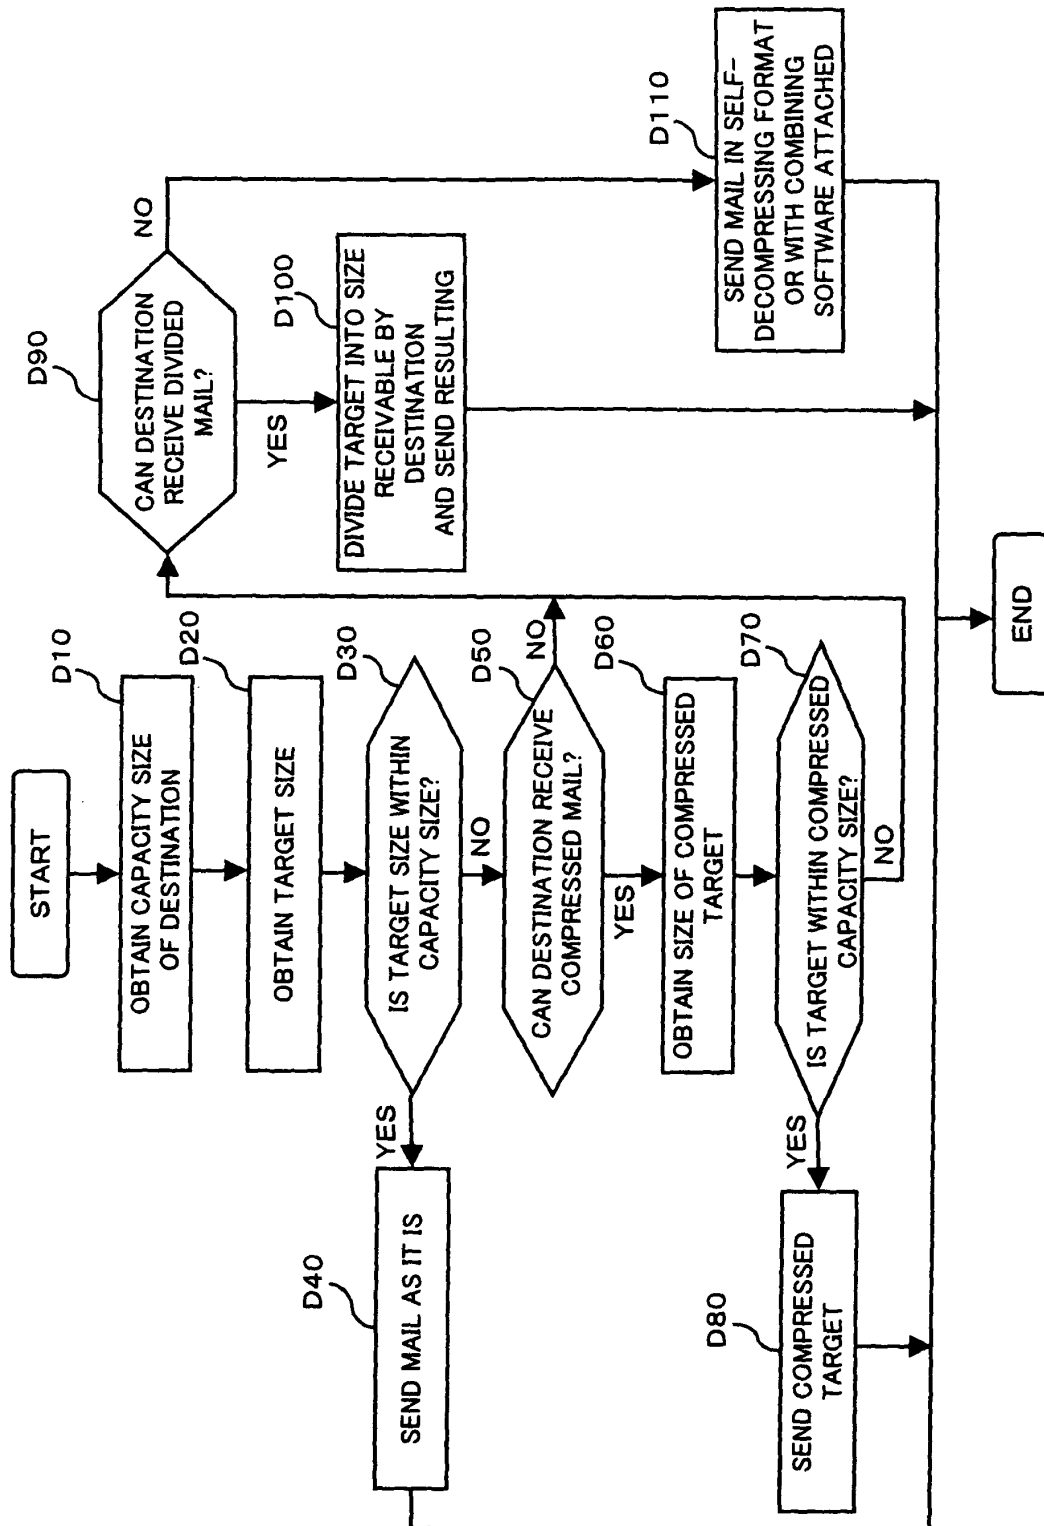 START
D10
OBTAIN CAPACITY SIZE
OF DESTINATION
D20
OBTAIN TARGET SIZE
D30
IS TARGET SIZE WITHIN
CAPACITY SIZE?
YES
NO
D40
SEND MAIL AS IT IS
D50
CAN DESTINATION RECEIVE
COMPRESSED MAIL?
NO
YES
D60
OBTAIN SIZE OF COMPRESSED
TARGET
D70
IS TARGET WITHIN COMPRESSED
CAPACITY SIZE?
YES
NO
D80
SEND COMPRESSED
TARGET
D90
CAN DESTINATION
RECEIVE DIVIDED
MAIL?
NO
YES
D100
DIVIDE TARGET INTO SIZE
RECEIVABLE BY
DESTINATION
AND SEND RESULTING
D110
SEND MAIL IN SELF-
DECOMPRESSING FORMAT
OR WITH COMBINING
SOFTWARE ATTACHED
END